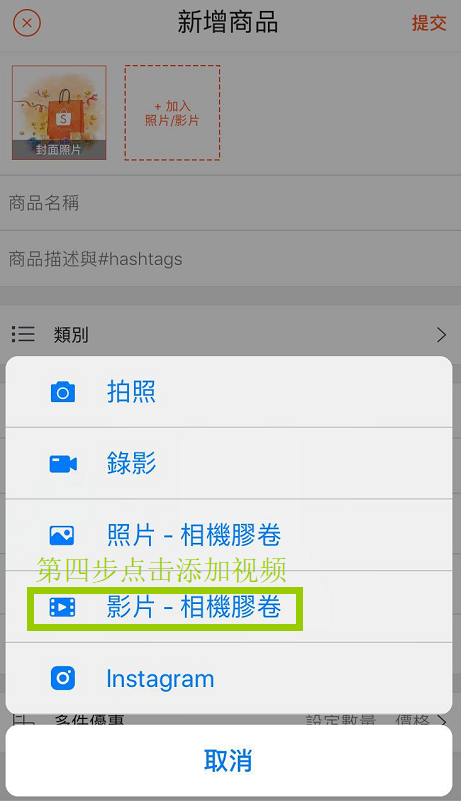 新增商品
提交
S
封面照片
+ 加入
照片/影片
商品名稱
商品描述與#hashtags
類別
拍照
錄影
照片 - 相機膠卷
第四步点击添加视频
影片 - 相機膠卷
Instagram
多件優惠
設定數量、價格
取消